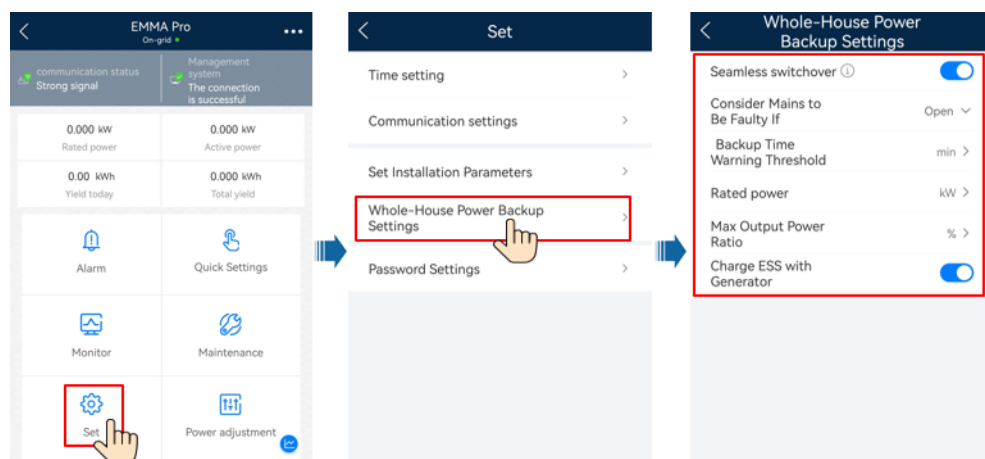 EMMA Pro
On-grid
communication status
Strong signal
Management
system
The connection
is successful
0.000 kW
Rated power
0.000 kW
Active power
0.00 kWh
Yield today
0.000 kWh
Total yield
Alarm
Quick Settings
Monitor
Maintenance
Set
Power adjustment
Set
Time setting
Communication settings
Set Installation Parameters
Whole-House Power Backup
Settings
Password Settings
Whole-House Power
Backup Settings
Seamless switchover
Consider Mains to
Be Faulty If
Open
Backup Time
Warning Threshold
min
Rated power
kW
Max Output Power
Ratio
%
Charge ESS with
Generator